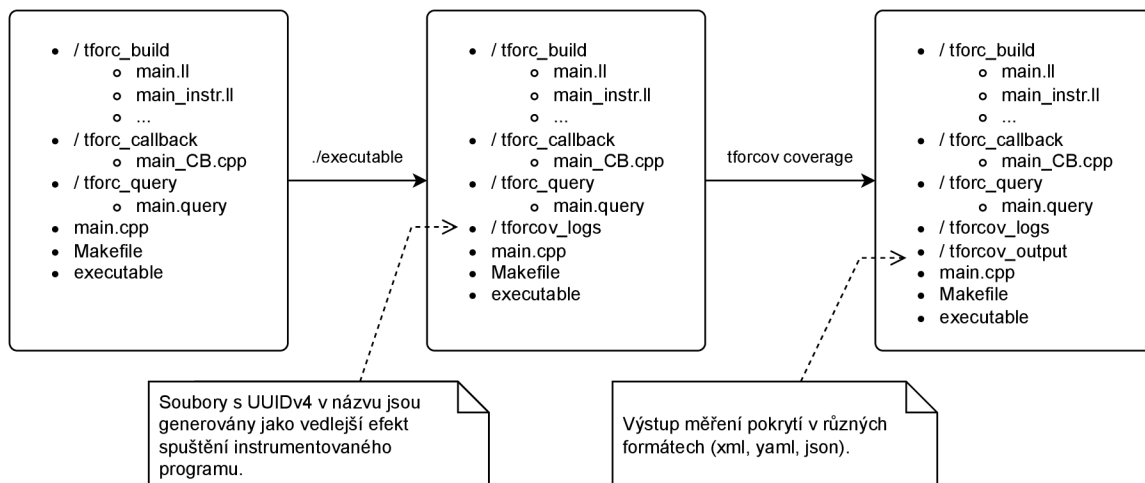 / tforc_build
main.ll
main_instr.ll
...
/ tforc_callback
main_CB.cpp
/ tforc_query
main.query
main.cpp
Makefile
executable
./executable
/ tforc_build
main.ll
main_instr.ll
...
/ tforc_callback
main_CB.cpp
/ tforc_query
main.query
/ tforcov_logs
main.cpp
Makefile
executable
tforcov coverage
/ tforc_build
main.ll
main_instr.ll
...
/ tforc_callback
main_CB.cpp
/ tforc_query
main.query
/ tforcov_logs
/ tforcov_output
main.cpp
Makefile
executable
Soubory s UUIDv4 v názvu jsou
generovány jako vedlejší efekt
spuštění instrumentovaného
programu.
Výstup měření pokrytí v různých
formátech (xml, yaml, json).